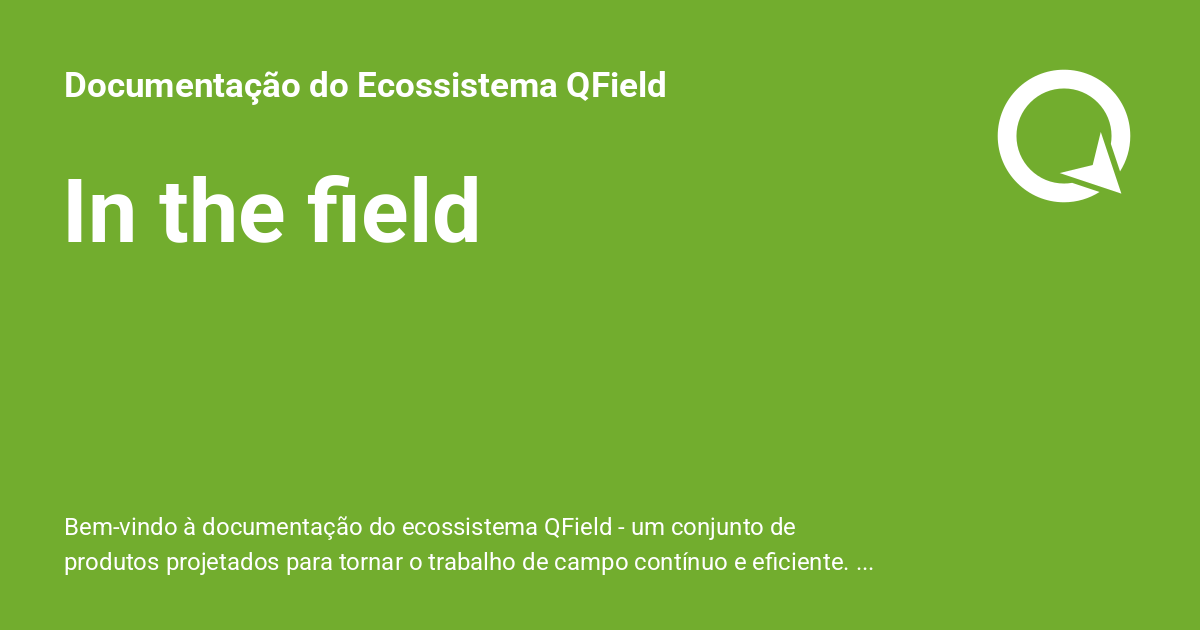 Documentação do Ecossistema QField
In the field
Bem-vindo à documentação do ecossistema QField - um conjunto de
produtos projetados para tornar o trabalho de campo contínuo e eficiente. ...